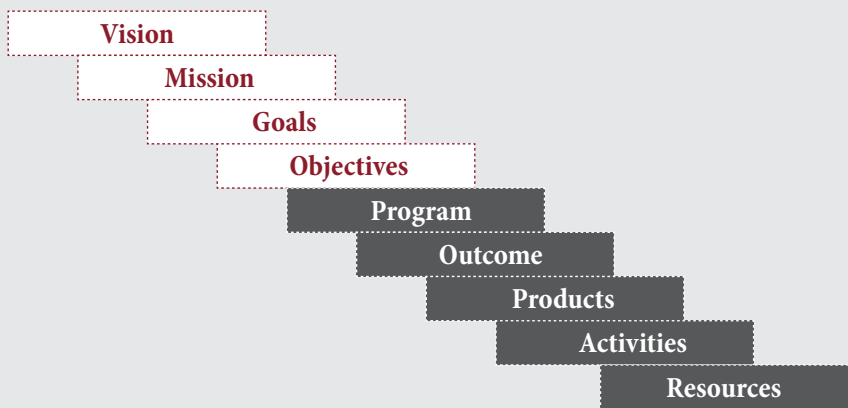 Vision
Mission
Goals
Objectives
Program
Outcome
Products
Activities
Resources